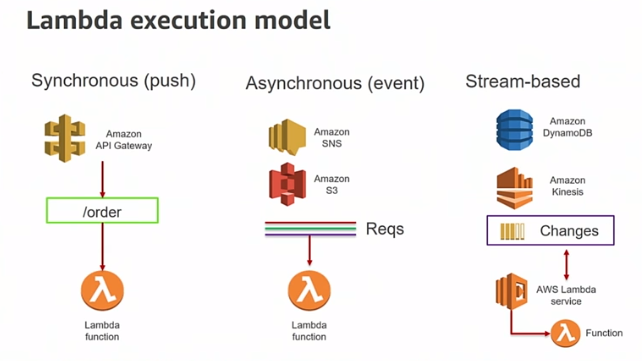 Lambda execution model
Synchronous (push)
Amazon
API Gateway
/order
Lambda
function
Asynchronous (event)
Amazon
SNS
Amazon
S3
Reqs
Lambda
function
Stream-based
Amazon
DynamoDB
Amazon
Kinesis
Changes
AWS Lambda
service
Function